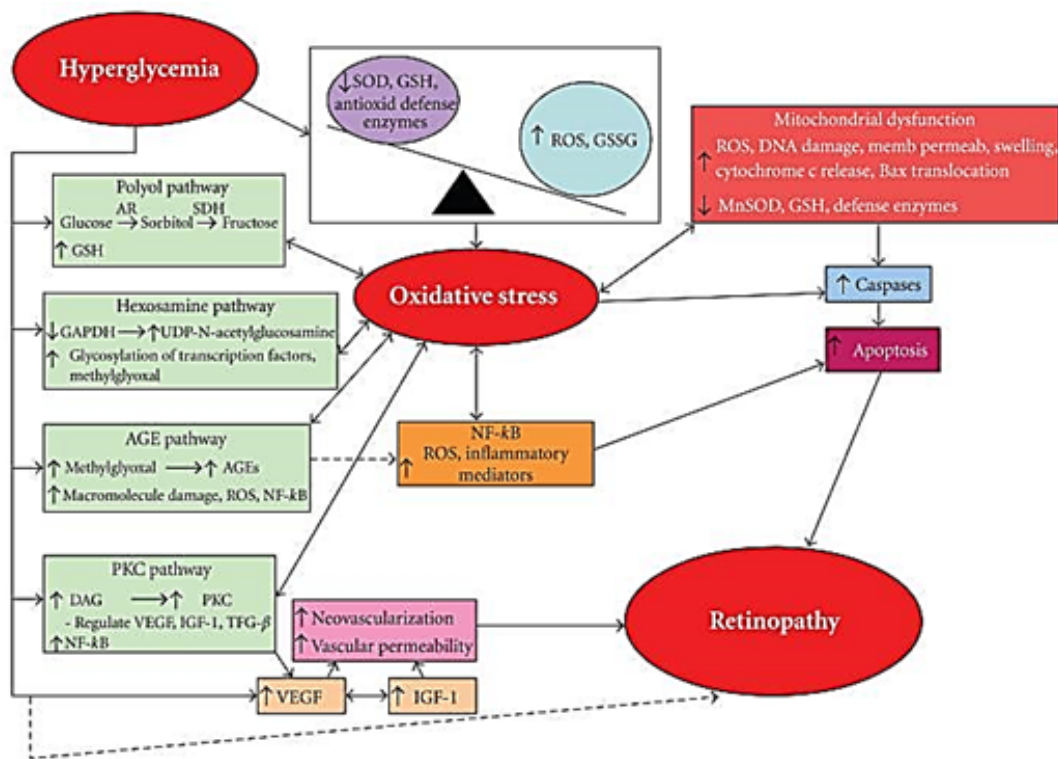 Hyperglycemia
↓SOD, GSH,
antioxid defense
enzymes
↑ ROS, GSSG
Mitochondrial dysfunction
↑ ROS, DNA damage, memb permeab, swelling,
cytochrome c release, Bax translocation
↓ MnSOD, GSH, defense enzymes
Polyol pathway
AR SDH
Glucose → Sorbitol → Fructose
↑ GSH
Oxidative stress
↑ Caspases
Hexosamine pathway
↓GAPDH → ↑UDP-N-acetylglucosamine
↑ Glycosylation of transcription factors,
methylglyoxal
↑ Apoptosis
AGE pathway
↑ Methylglyoxal → ↑ AGEs
↑ Macromolecule damage, ROS, NF-kB
NF-kB
↑ ROS, inflammatory
mediators
PKC pathway
↑ DAG → ↑ PKC
- Regulate VEGF, IGF-1, TFG-β
↑ NF-kB
↑ Neovascularization
↑ Vascular permeability
Retinopathy
↑ VEGF
↑ IGF-1